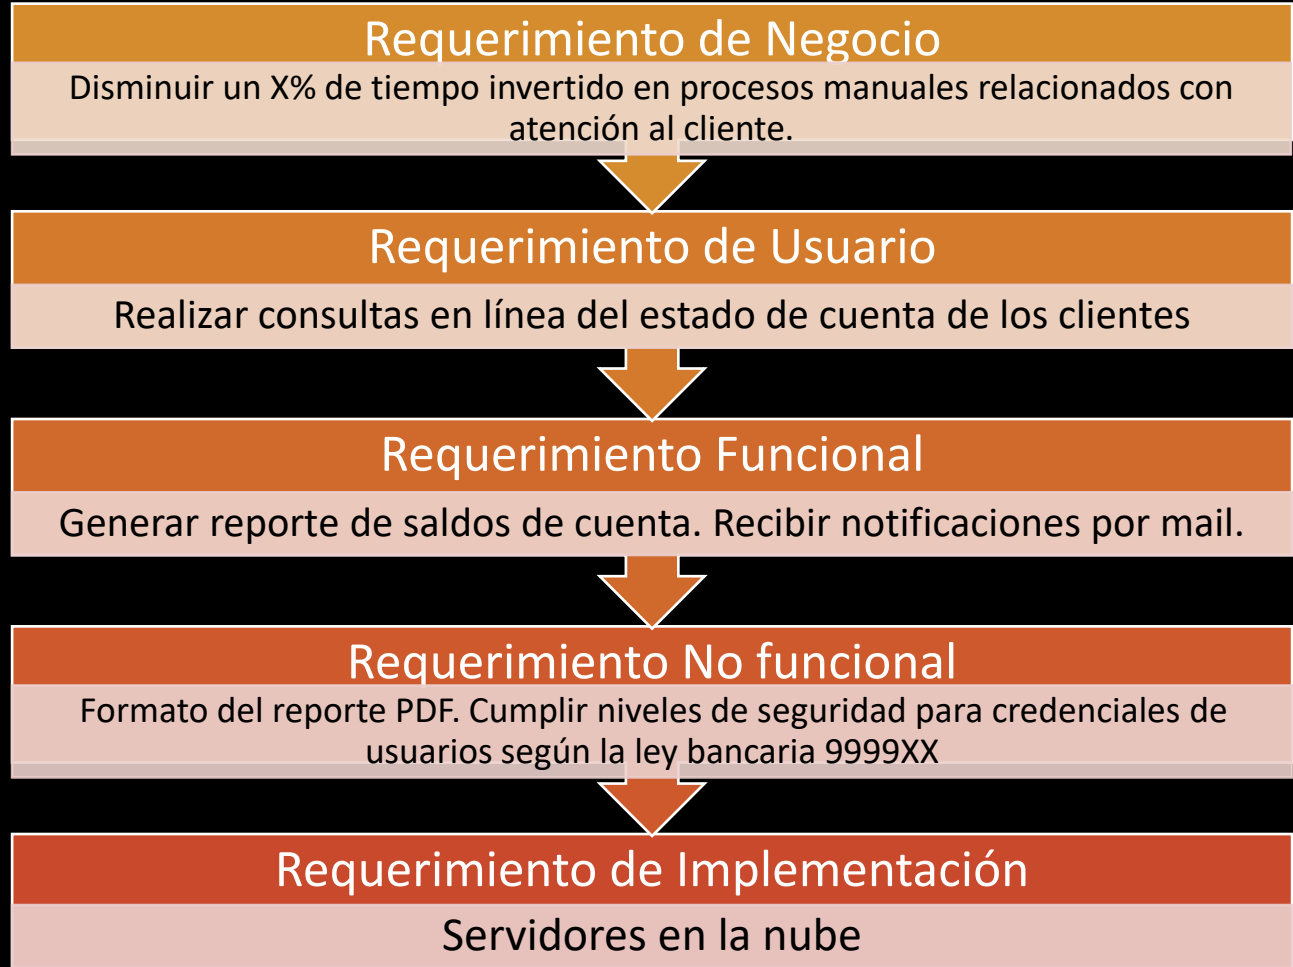 Requerimiento de Negocio
Disminuir un X% de tiempo invertido en procesos manuales relacionados con
atención al cliente.
Requerimiento de Usuario
Realizar consultas en línea del estado de cuenta de los clientes
Requerimiento Funcional
Generar reporte de saldos de cuenta. Recibir notificaciones por mail.
Requerimiento No funcional
Formato del reporte PDF. Cumplir niveles de seguridad para credenciales de
usuarios según la ley bancaria 9999XX
Requerimiento de Implementación
Servidores en la nube